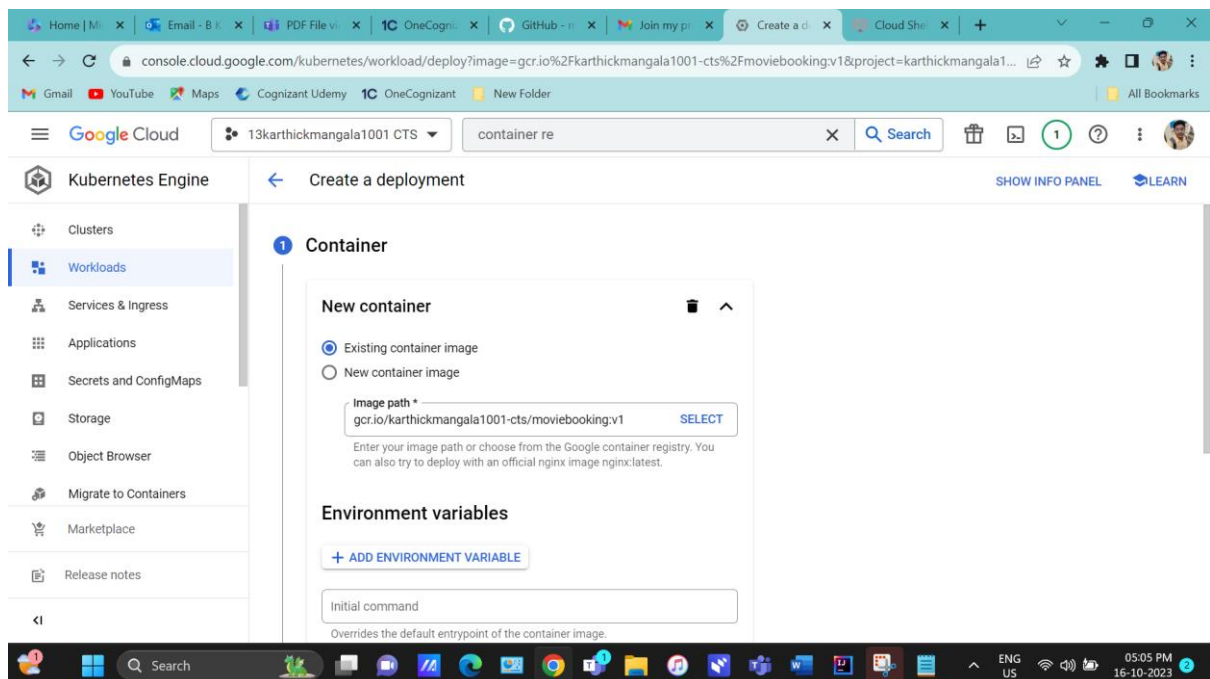 Home | Mi
Email - B K
PDF File vi
1C OneCogni
GitHub - n
Join my pr
Create a d
Cloud She
console.cloud.google.com/kubernetes/workload/deploy?image=gcr.io%2Fkarthickmangala1001-cts%2Fmoviebooking:v1&project=karthickmangala1...
Gmail YouTube Maps Cognizant Udemy 1C OneCognizant New Folder All Bookmarks
Google Cloud 13karthickmangala1001 CTS container re Search 1
Kubernetes Engine Create a deployment SHOW INFO PANEL LEARN
Clusters
Workloads
Services & Ingress
Applications
Secrets and ConfigMaps
Storage
Object Browser
Migrate to Containers
Marketplace
Release notes
1 Container
New container
Existing container image
New container image
Image path *
gcr.io/karthickmangala1001-cts/moviebooking:v1 SELECT
Enter your image path or choose from the Google container registry. You
can also try to deploy with an official nginx image nginx:latest.
Environment variables
+ ADD ENVIRONMENT VARIABLE
Initial command
Overrides the default entrypoint of the container image.
Search
ENG
US
05:05 PM
16-10-2023
2